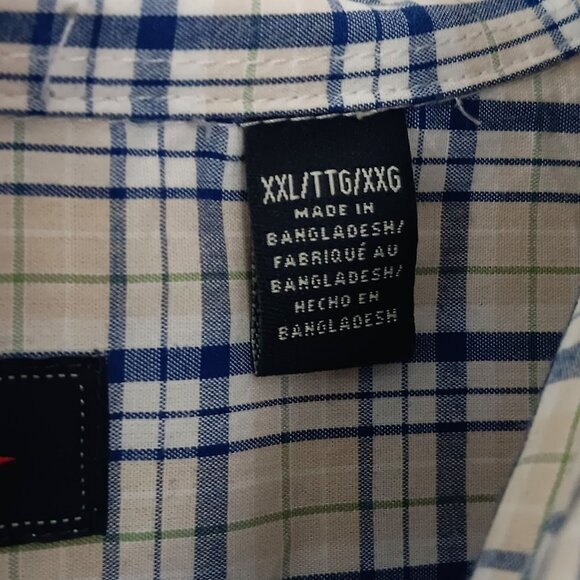 XXL/TTG/XXG
MADE IN
BANGLADESH/
FABRIQUÉ AU
BANGLADESH/
HECHO EN
BANGLADESH